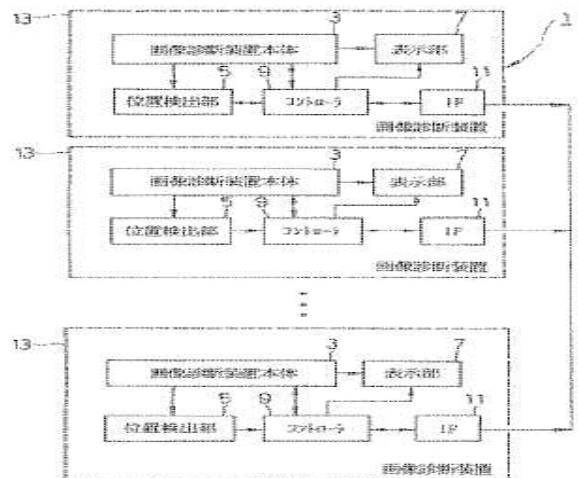 13 3 7 1
画像診断装置本体 表示部
5 9 11
位置検出部 コントローラ IF
画像診断装置
13 3 7
画像診断装置本体 表示部
5 9 11
位置検出部 コントローラ IF
画像診断装置
13 3 7
画像診断装置本体 表示部
5 9 11
位置検出部 コントローラ IF
画像診断装置